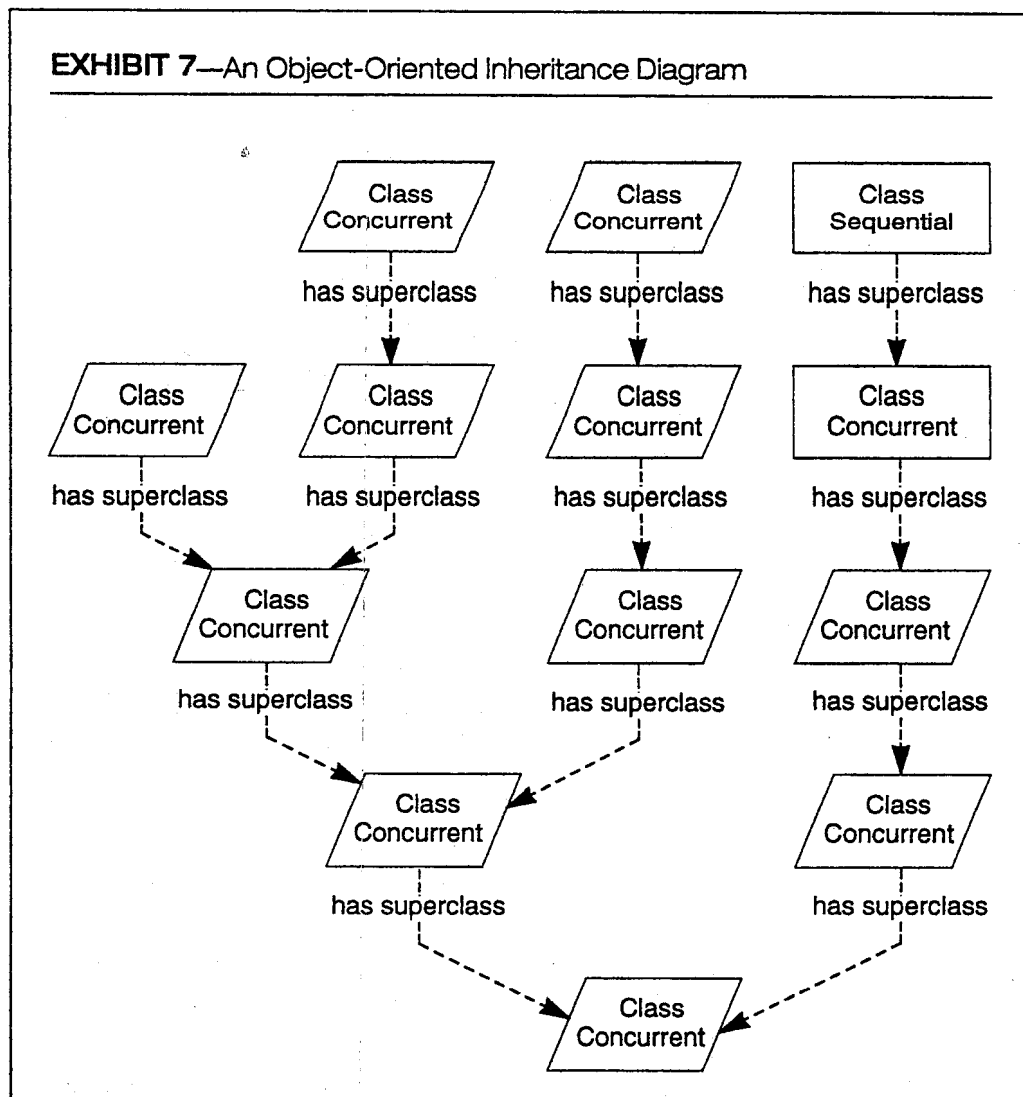 EXHIBIT 7—An Object-Oriented Inheritance Diagram
Class Concurrent
Class Concurrent
Class Sequential
has superclass
has superclass
has superclass
Class Concurrent
Class Concurrent
Class Concurrent
Class Concurrent
has superclass
has superclass
has superclass
has superclass
Class Concurrent
Class Concurrent
Class Concurrent
has superclass
has superclass
has superclass
Class Concurrent
Class Concurrent
has superclass
has superclass
Class Concurrent